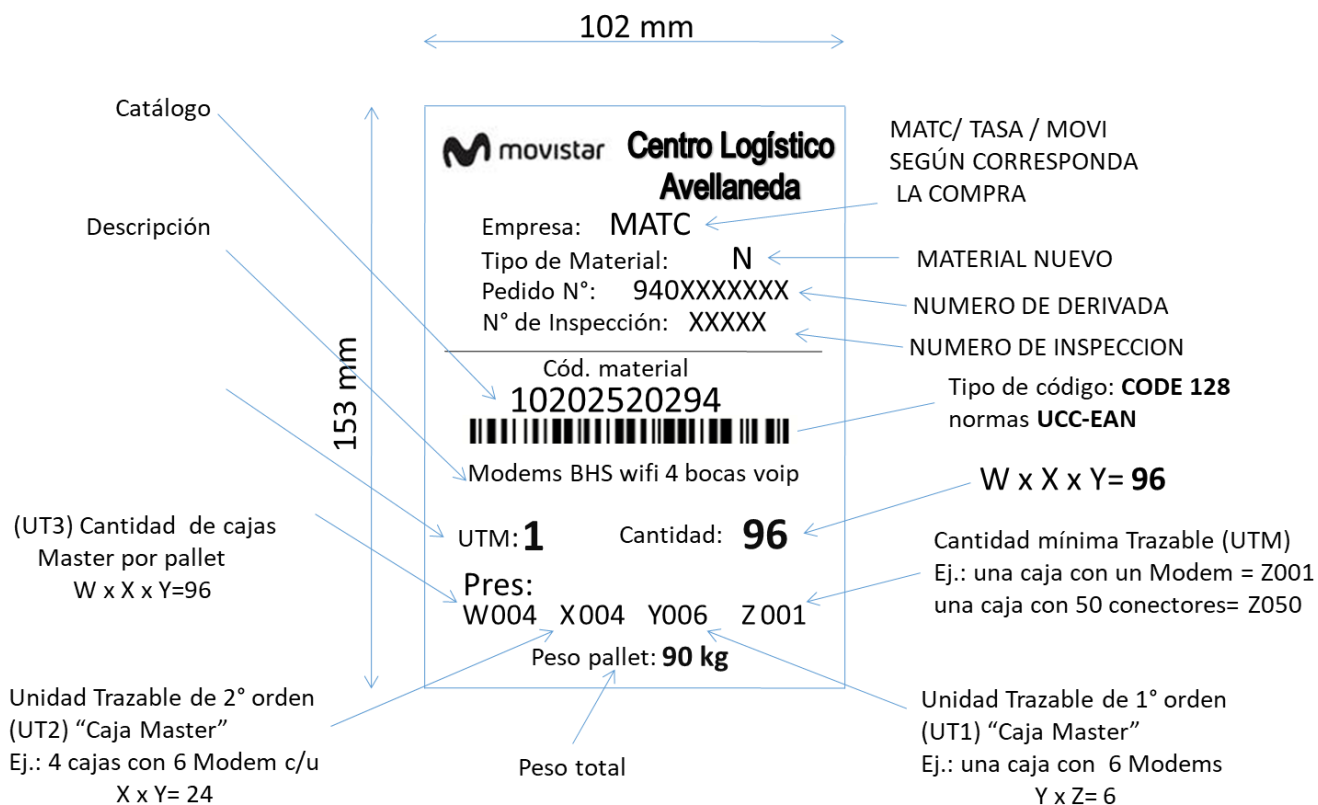 102 mm
Catálogo
Descripción
153 mm
movistar Centro Logístico
Avellaneda
Empresa: MATC
Tipo de Material: N
Pedido N°: 940XXXXXXX
N° de Inspección: XXXXX
Cód. material
10202520294
Modems BHS wifi 4 bocas voip
UTM: 1 Cantidad: 96
Pres:
W004 X004 Y006 Z001
Peso pallet: 90 kg
MATC/ TASA / MOVI
SEGÚN CORRESPONDA
LA COMPRA
MATERIAL NUEVO
NUMERO DE DERIVADA
NUMERO DE INSPECCION
Tipo de código: CODE 128
normas UCC-EAN
W x X x Y= 96
(UT3) Cantidad de cajas
Master por pallet
W x X x Y=96
Cantidad mínima Trazable (UTM)
Ej.: una caja con un Modem = Z001
una caja con 50 conectores= Z050
Unidad Trazable de 2° orden
(UT2) “Caja Master”
Ej.: 4 cajas con 6 Modem c/u
X x Y= 24
Peso total
Unidad Trazable de 1° orden
(UT1) “Caja Master”
Ej.: una caja con 6 Modems
Y x Z= 6